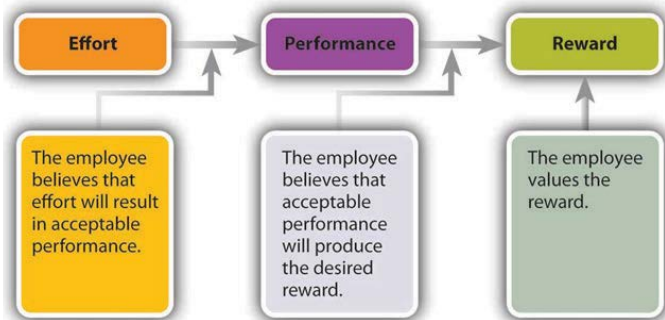 Effort
Performance
Reward
The employee
believes that
effort will result
in acceptable
performance.
The employee
believes that
acceptable
performance
will produce
the desired
reward.
The employee
values the
reward.